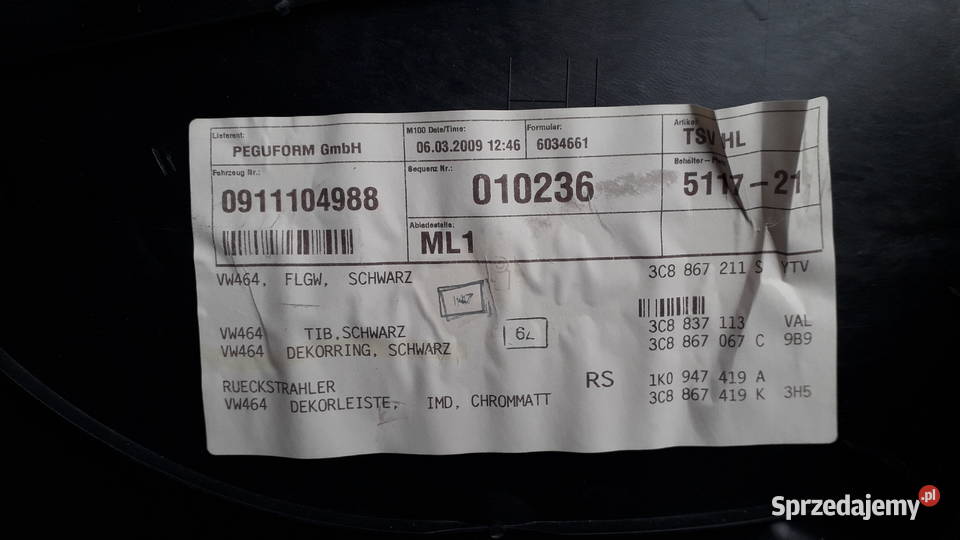 Lieferant:
PEGUFORM GmbH
M100 Date/Time:
06.03.2009 12:46
Formular:
6034661
Artikel
TSV HL
Fahrzeug Nr.:
0911104988
Sequenz Nr.:
010236
Behälter-
5117-21
Abladestelle:
ML1
VW464, FLGW, SCHWARZ 3C8 867 211 S YTV
VW464 TIB,SCHWARZ 3C8 837 113 VAL
79
VW464 DEKORRING, SCHWARZ 3C8 867 067 C 9B9
RUECKSTRAHLER RS 1K0 947 419 A
VW464 DEKORLEISTE, IMD, CHROMMATT 3C8 867 419 K 3H5
Sprzedajemy.pl